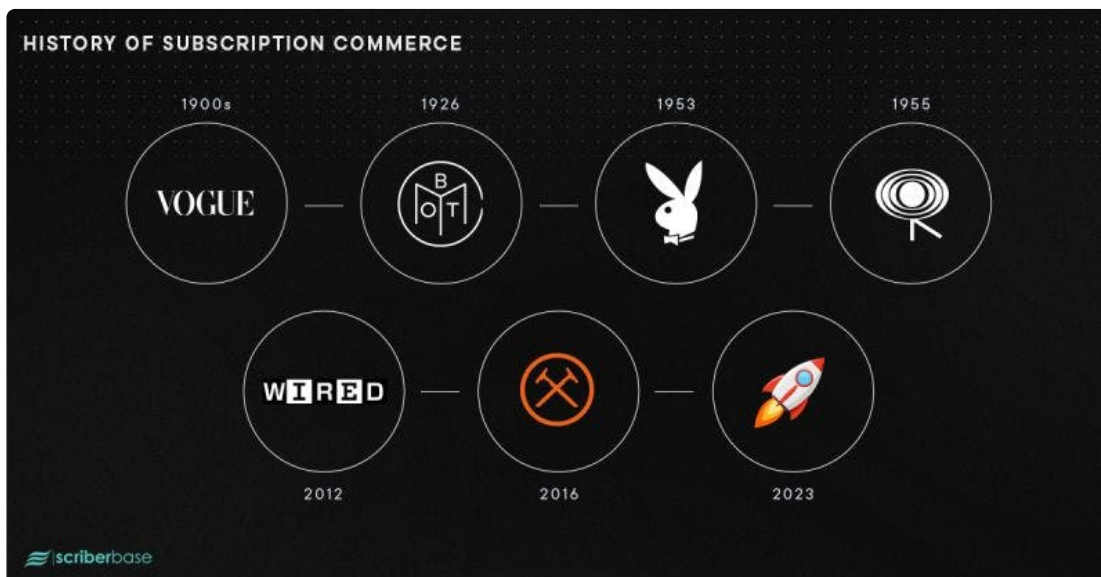 HISTORY OF SUBSCRIPTION COMMERCE
1900s
1926
1953
1955
VOGUE
B
O T
M
R
WIRED
2012
2016
2023
scriberbase